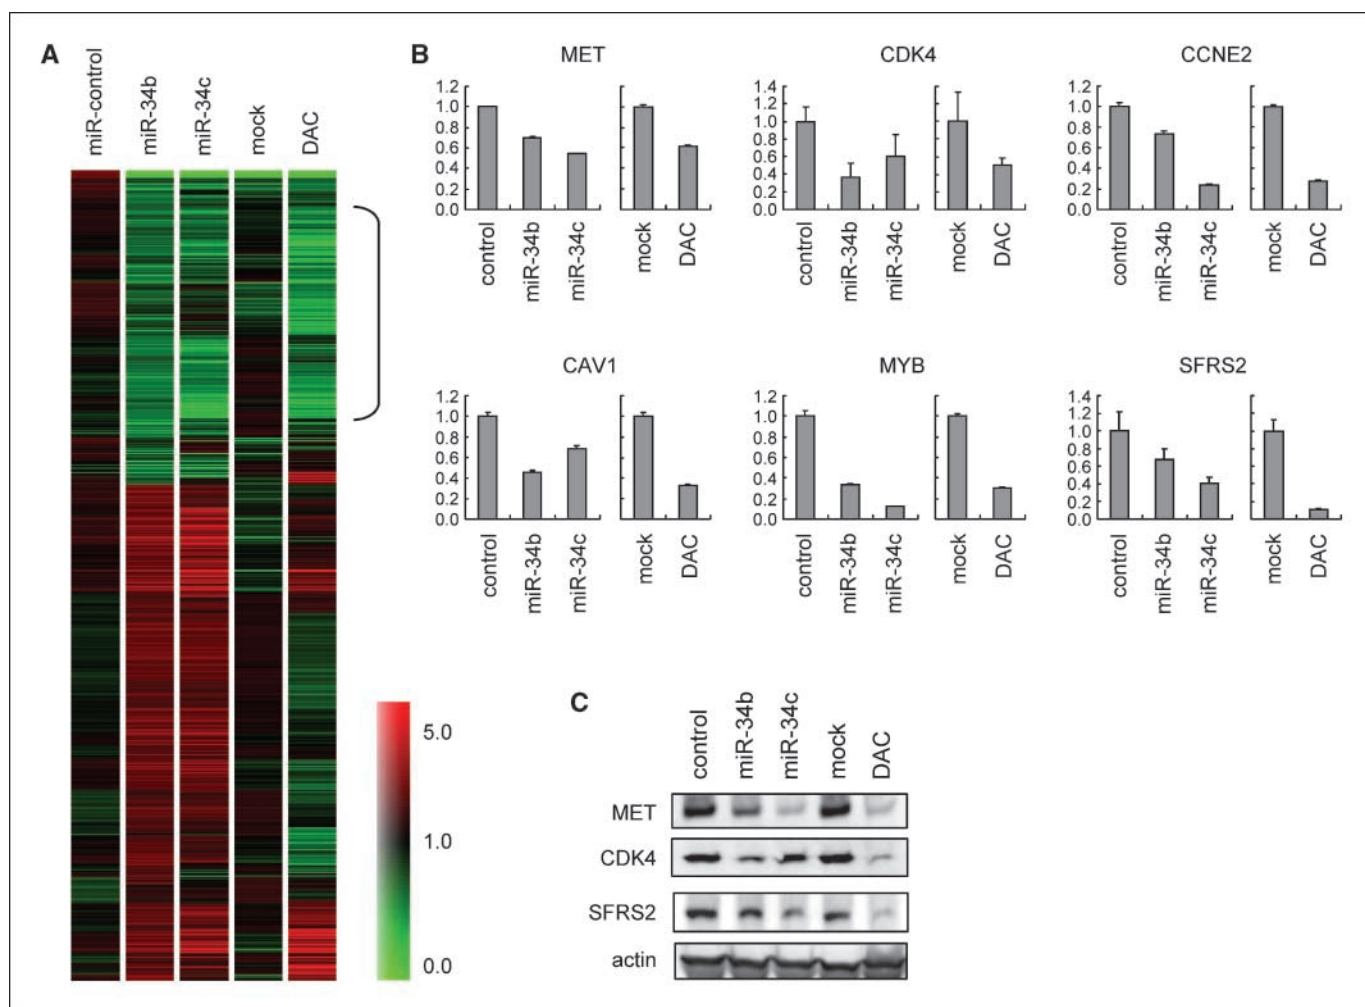 A
miR-control
miR-34b
miR-34c
mock
DAC
5.0
1.0
0.0
B
MET
1.2
1.0
0.8
0.6
0.4
0.2
0.0
control
miR-34b
miR-34c
mock
DAC
CDK4
1.4
1.2
1.0
0.8
0.6
0.4
0.2
0.0
control
miR-34b
miR-34c
mock
DAC
CCNE2
1.2
1.0
0.8
0.6
0.4
0.2
0.0
control
miR-34b
miR-34c
mock
DAC
CAV1
1.2
1.0
0.8
0.6
0.4
0.2
0.0
control
miR-34b
miR-34c
mock
DAC
MYB
1.2
1.0
0.8
0.6
0.4
0.2
0.0
control
miR-34b
miR-34c
mock
DAC
SFRS2
1.4
1.2
1.0
0.8
0.6
0.4
0.2
0.0
control
miR-34b
miR-34c
mock
DAC
C
control
miR-34b
miR-34c
mock
DAC
MET
CDK4
SFRS2
actin